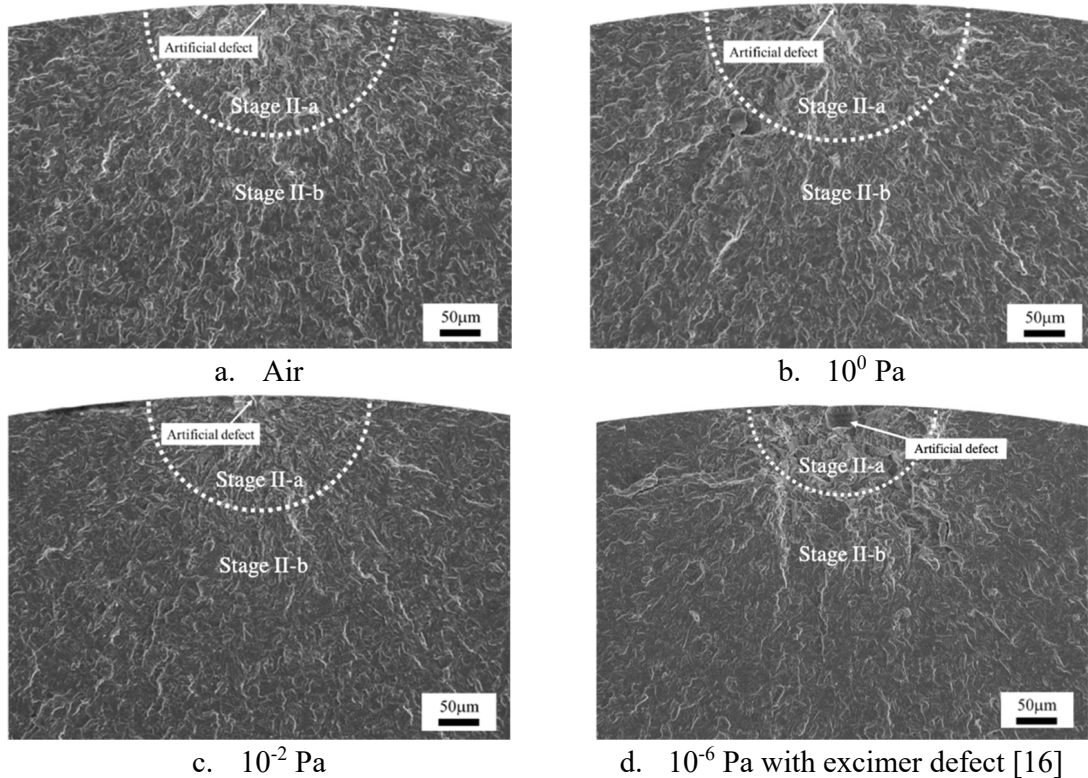 Artificial defect
Stage II-a
Stage II-b
50μm
a. Air
Artificial defect
Stage II-a
Stage II-b
50μm
b. 10⁰ Pa
Artificial defect
Stage II-a
Stage II-b
50μm
c. 10⁻² Pa
Artificial defect
Stage II-a
Stage II-b
50μm
d. 10⁻⁶ Pa with excimer defect [16]